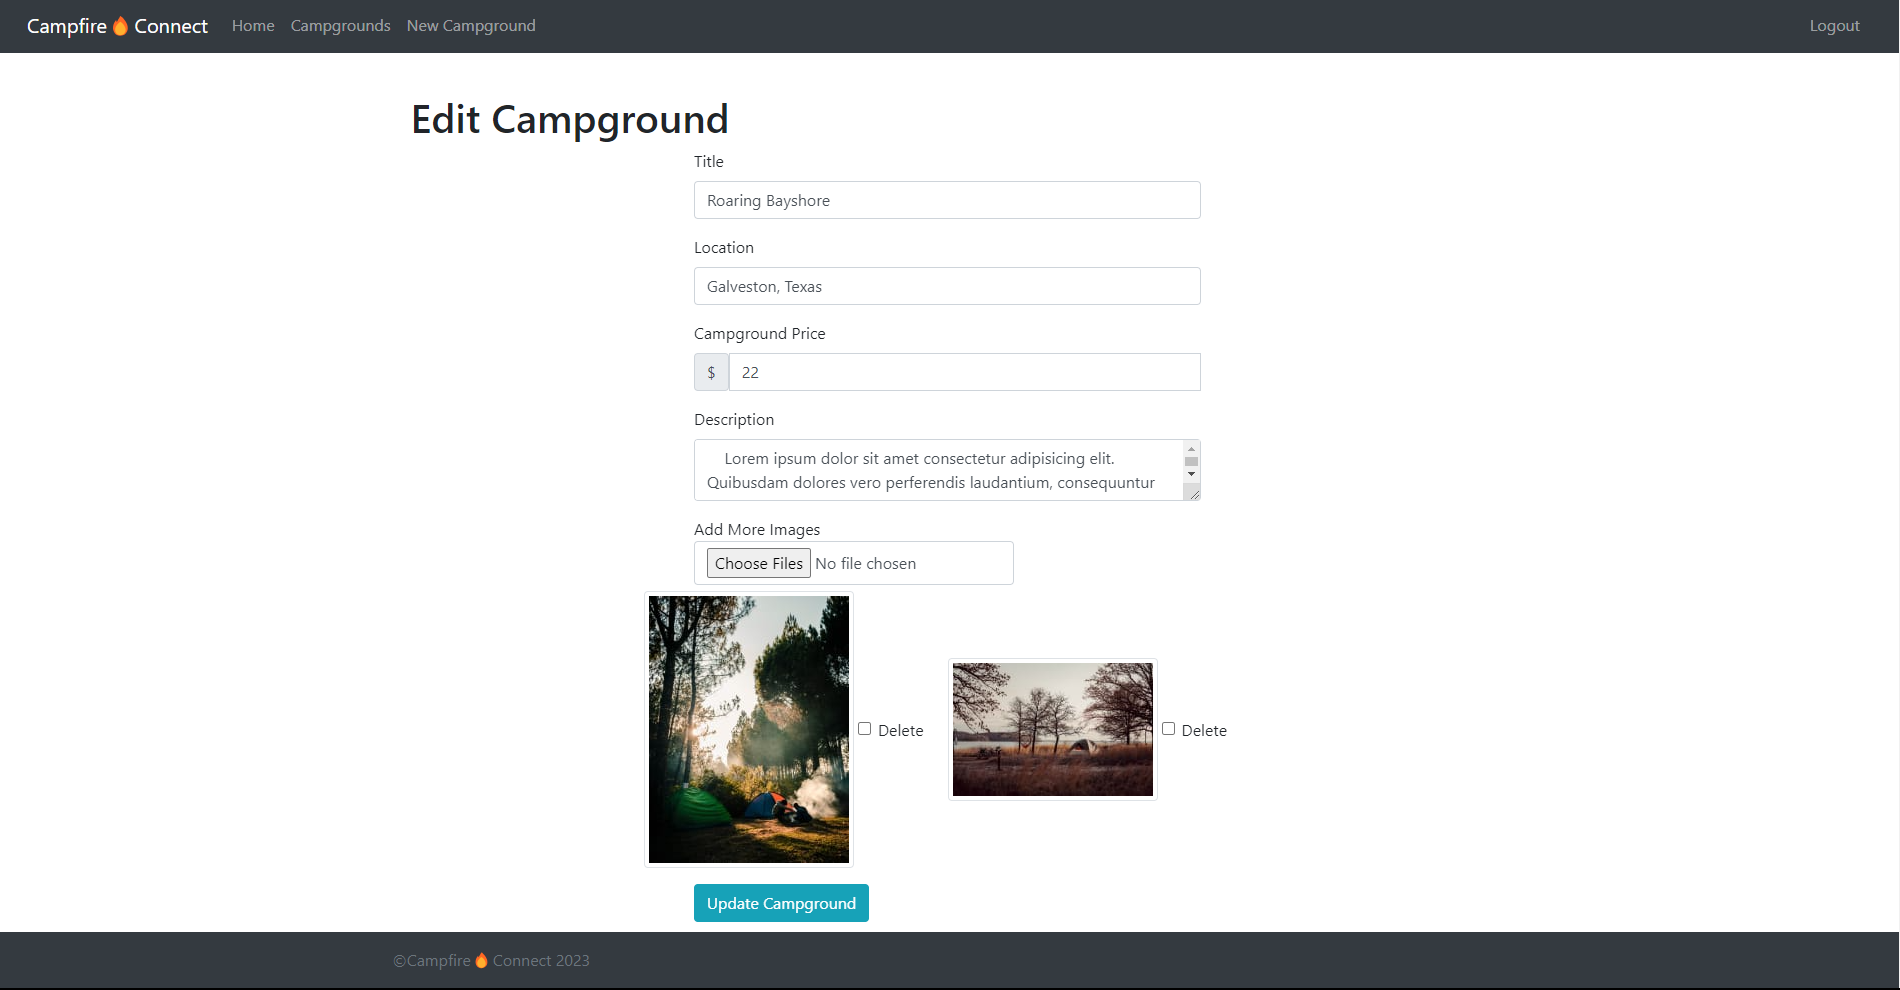 Campfire🔥Connect Home Campgrounds New Campground Logout
Edit Campground
Title
Roaring Bayshore
Location
Galveston, Texas
Campground Price
$ 22
Description
Lorem ipsum dolor sit amet consectetur adipisicing elit.
Quibusdam dolores vero perferendis laudantium, consequuntur
Add More Images
Choose Files No file chosen
Delete Delete
Update Campground
©Campfire🔥Connect 2023